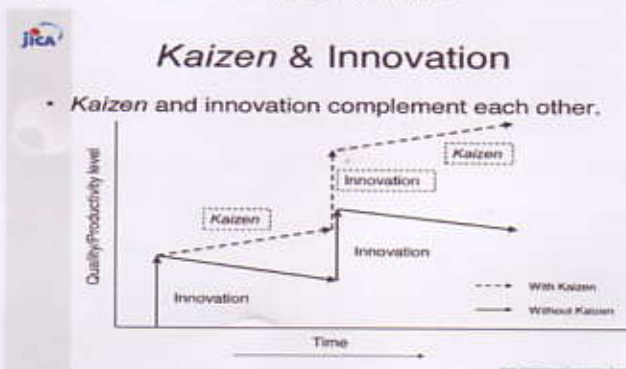 jica
Kaizen & Innovation
• Kaizen and innovation complement each other.
Quality/Productivity level
Kaizen
Innovation
Kaizen
Innovation
Innovation
With Kaizen
Without Kaizen
Time